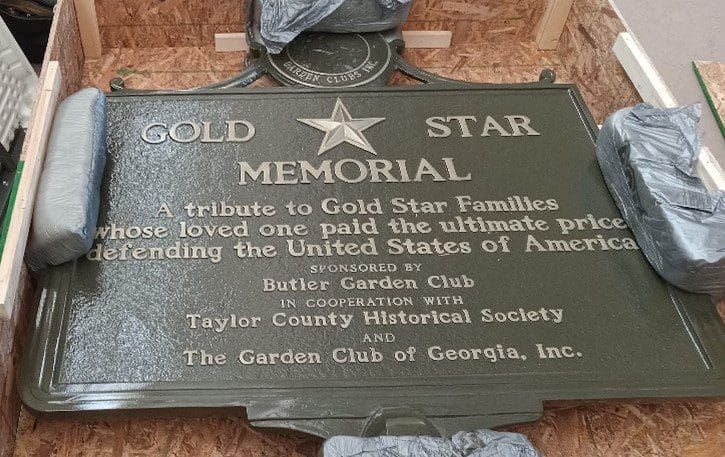 GARDEN CLUBS INC.
GOLD STAR
MEMORIAL
A tribute to Gold Star Families
whose loved one paid the ultimate price
defending the United States of America
SPONSORED BY
Butler Garden Club
IN COOPERATION WITH
Taylor County Historical Society
AND
The Garden Club of Georgia, Inc.